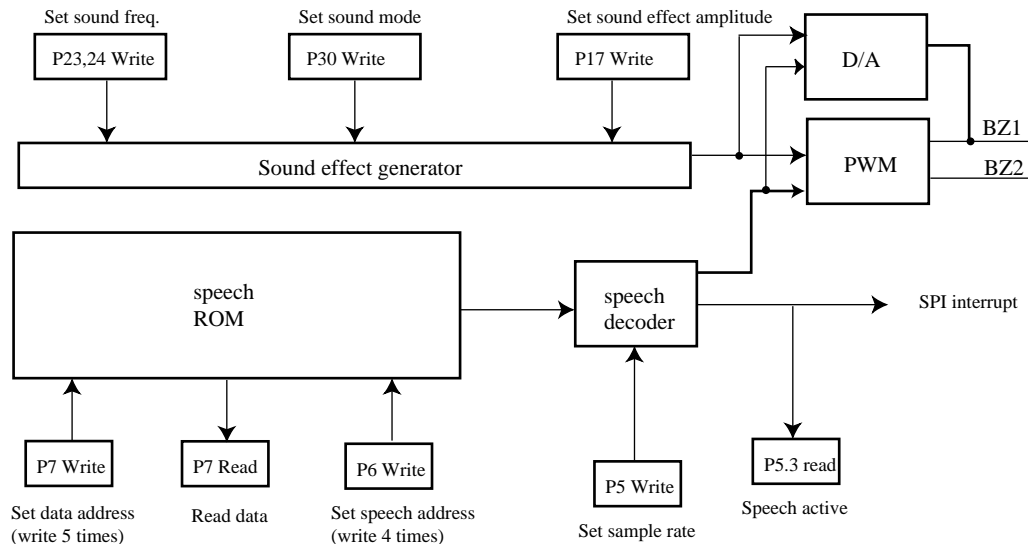 Set sound freq.
Set sound mode
Set sound effect amplitude
P23,24 Write
P30 Write
P17 Write
D/A
BZ1
Sound effect generator
PWM
BZ2
speech
ROM
speech
decoder
SPI interrupt
P7 Write
P7 Read
P6 Write
P5 Write
P5.3 read
Set data address
(write 5 times)
Read data
Set speech address
(write 4 times)
Set sample rate
Speech active